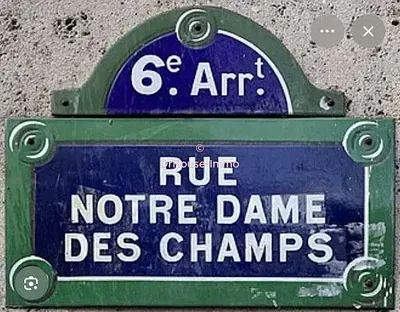 6e. Arrt.
©
RUE
NOTRE DAME
DES CHAMPS